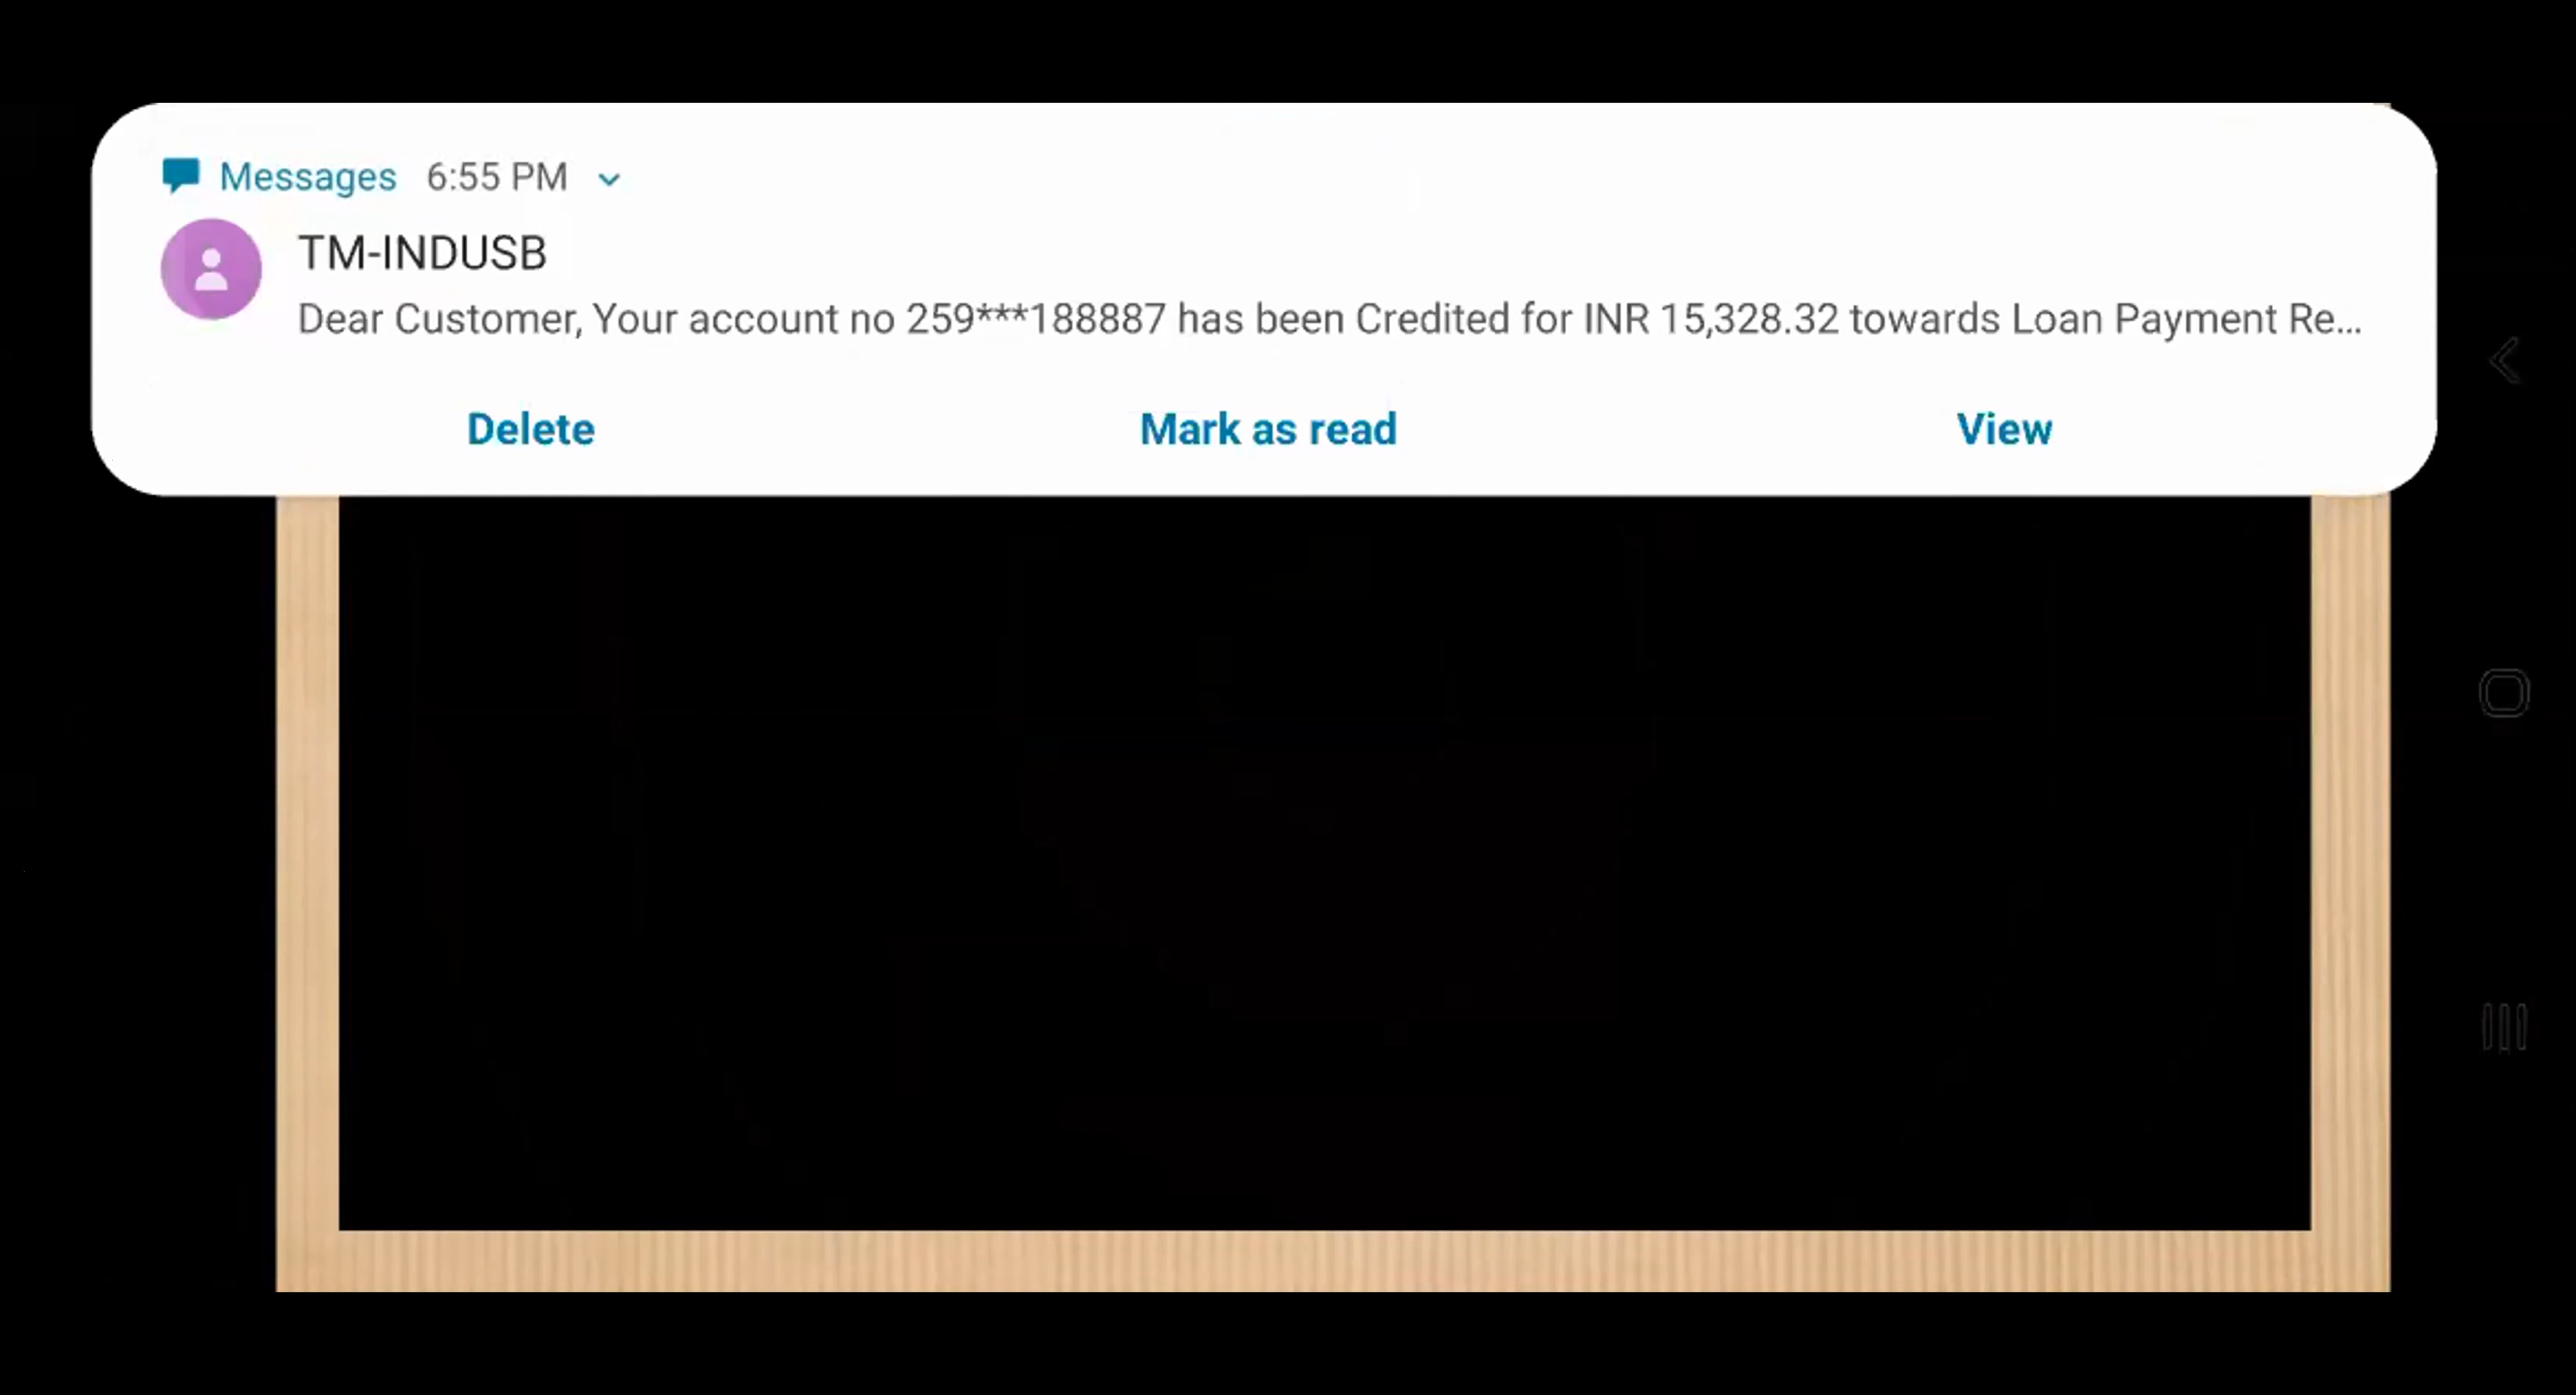 Messages 6:55 PM
TM-INDUSB
Dear Customer, Your account no 259***188887 has been Credited for INR 15,328.32 towards Loan Payment Re...
Delete Mark as read View